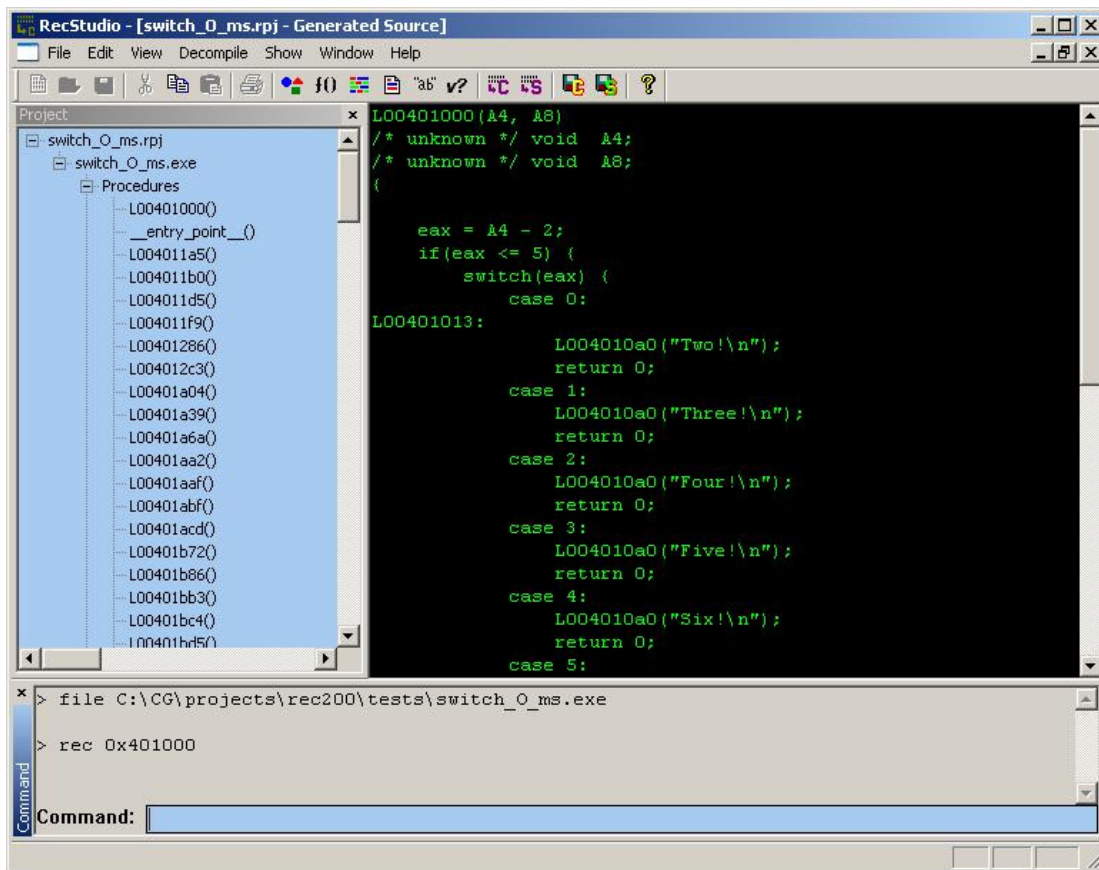 RecStudio - [switch_O_ms.rpj - Generated Source]
File Edit View Decompile Show Window Help
f() "ab" v? C S C S ?
Project
switch_O_ms.rpj
switch_O_ms.exe
Procedures
L00401000()
__entry_point__()
L004011a5()
L004011b0()
L004011d5()
L004011f9()
L00401286()
L004012c3()
L00401a04()
L00401a39()
L00401a6a()
L00401aa2()
L00401aaf()
L00401abf()
L00401acd()
L00401b72()
L00401b86()
L00401bb3()
L00401bc4()
L00401bd5()
L00401000(A4, A8)
/* unknown */ void  A4;
/* unknown */ void  A8;
{
eax = A4 - 2;
if(eax <= 5) {
switch(eax) {
case 0:
L00401013:
L004010a0("Two!\n");
return 0;
case 1:
L004010a0("Three!\n");
return 0;
case 2:
L004010a0("Four!\n");
return 0;
case 3:
L004010a0("Five!\n");
return 0;
case 4:
L004010a0("Six!\n");
return 0;
case 5:
> file C:\CG\projects\rec200\tests\switch_O_ms.exe
> rec 0x401000
Command
Command: